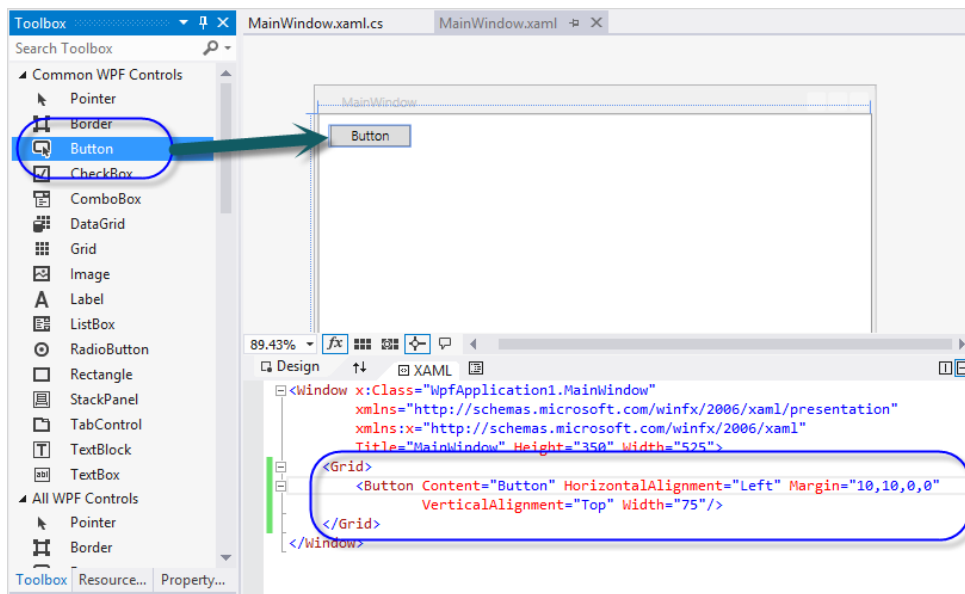 Toolbox
Search Toolbox
Common WPF Controls
Pointer
Border
Button
CheckBox
ComboBox
DataGrid
Grid
Image
Label
ListBox
RadioButton
Rectangle
StackPanel
TabControl
TextBlock
TextBox
All WPF Controls
Pointer
Border
Toolbox Resource... Property...
MainWindow.xaml.cs MainWindow.xaml
MainWindow
Button
89.43%
Design XAML
<Window x:Class="WpfApplication1.MainWindow"
xmlns="http://schemas.microsoft.com/winfx/2006/xaml/presentation"
xmlns:x="http://schemas.microsoft.com/winfx/2006/xaml"
Title="MainWindow" Height="350" Width="525">
<Grid>
<Button Content="Button" HorizontalAlignment="Left" Margin="10,10,0,0"
VerticalAlignment="Top" Width="75"/>
</Grid>
</Window>